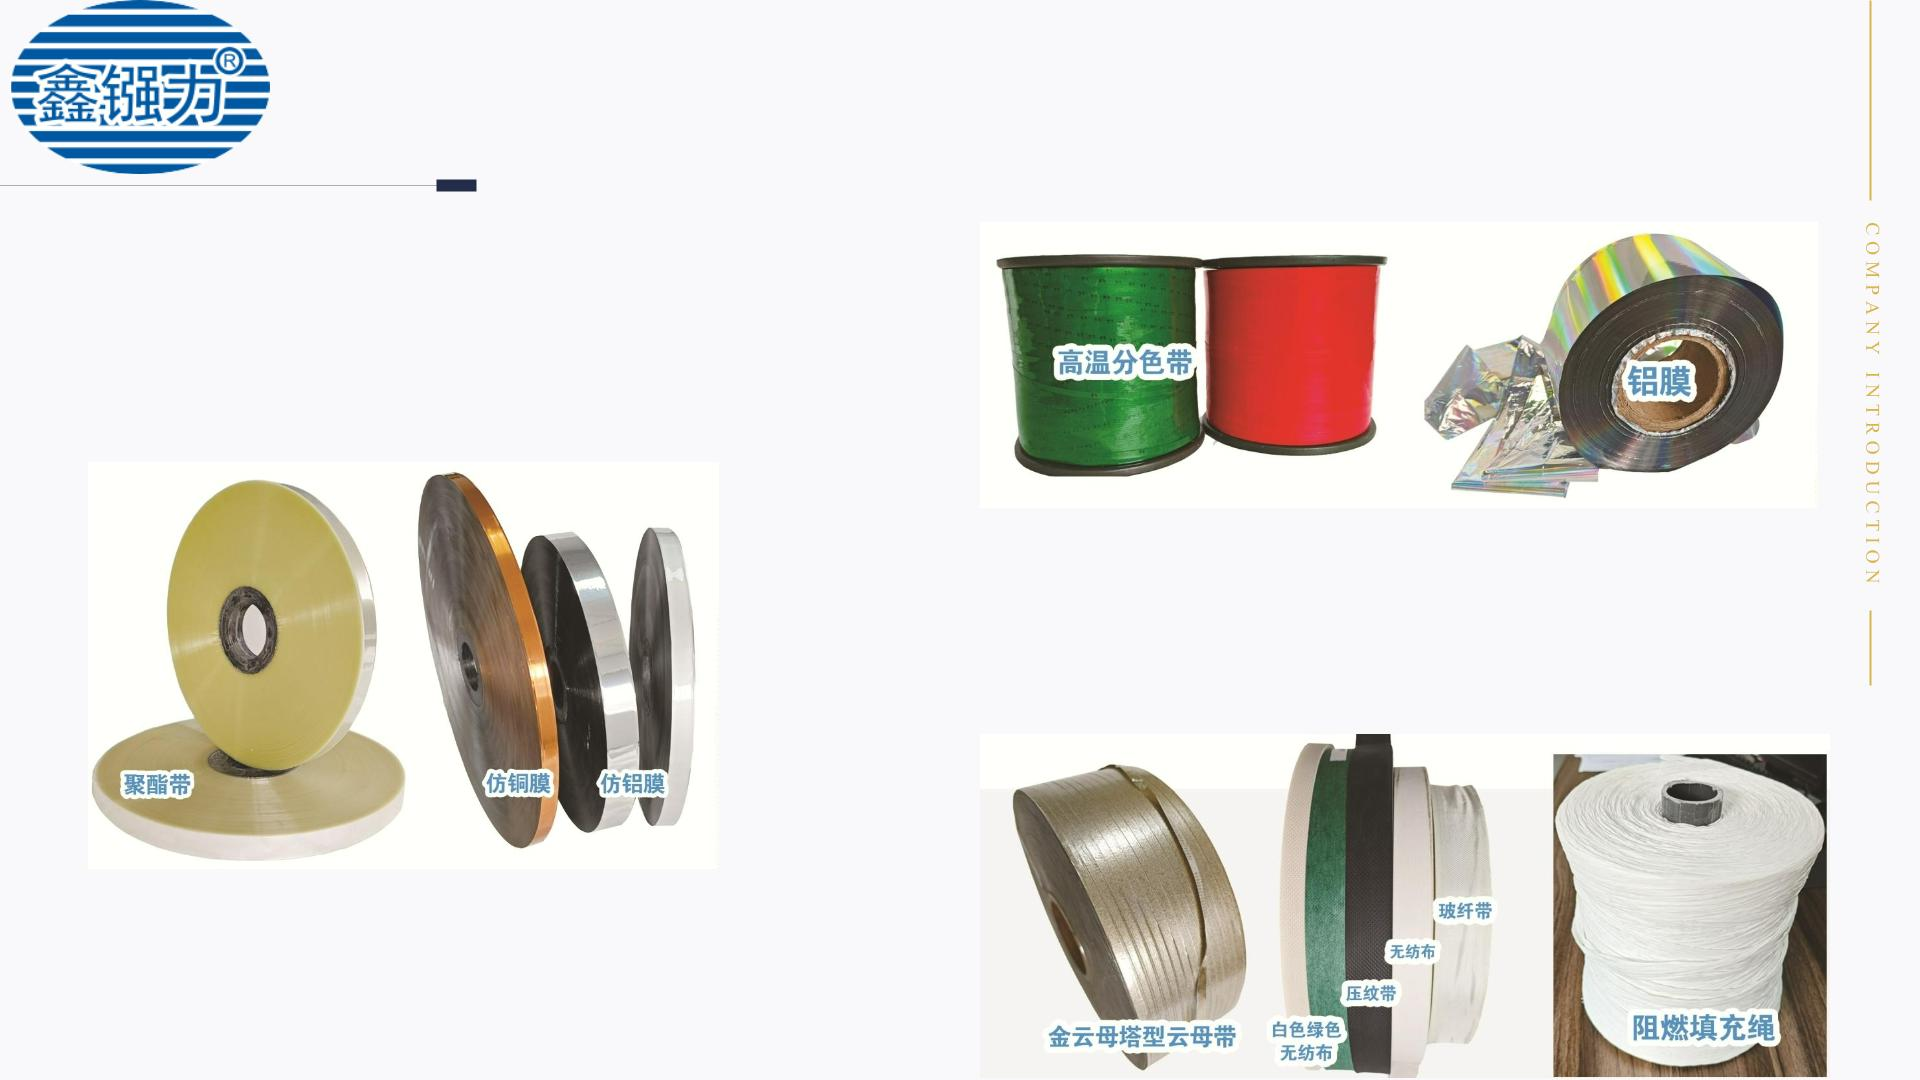 鑫镪力®
COMPANY INTRODUCTION
高温分色带
铝膜
聚酯带
仿铜膜
仿铝膜
玻纤带
无纺布
压纹带
白色绿色
无纺布
金云母塔型云母带
阻燃填充绳